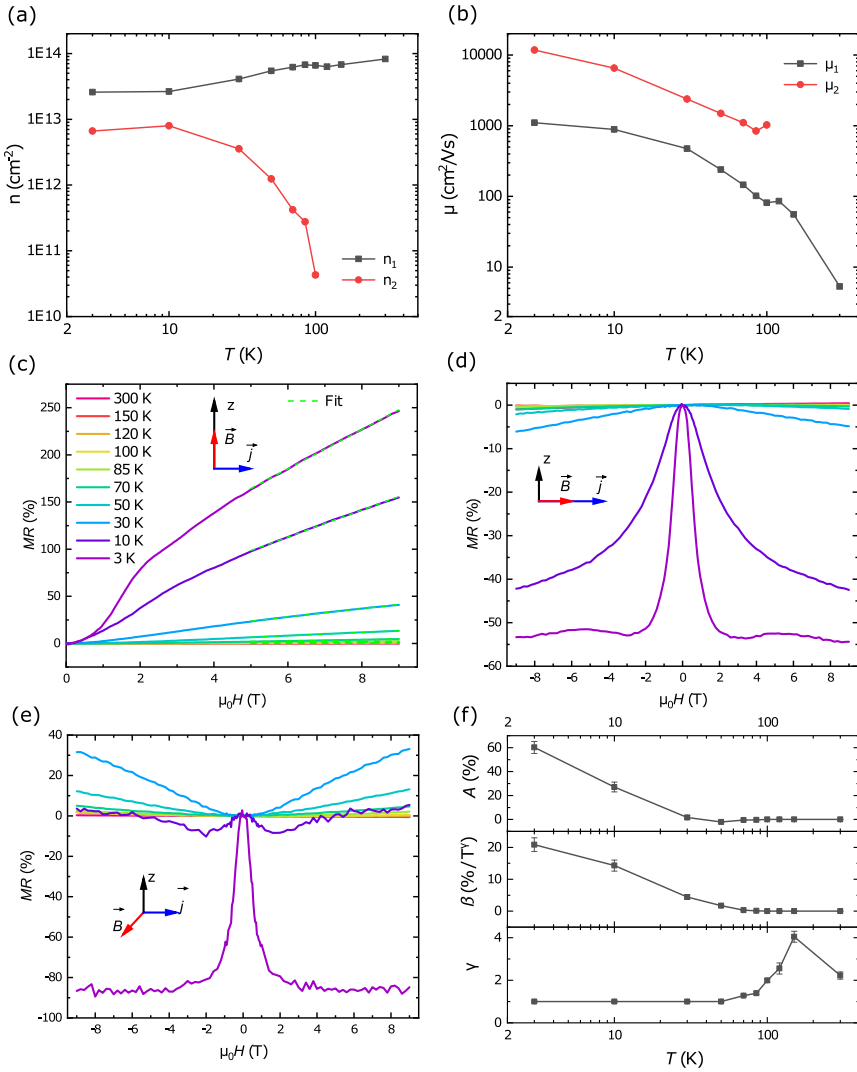 (a)
1E14
1E13
1E12
1E11
1E10
n (cm⁻²)
n₁
n₂
2
10
100
T (K)
(b)
10000
1000
100
10
2
μ (cm²/Vs)
μ₁
μ₂
2
10
100
T (K)
(c)
300 K
150 K
120 K
100 K
85 K
70 K
50 K
30 K
10 K
3 K
z
B
j
Fit
250
200
150
100
50
0
MR (%)
0
2
4
6
8
μ₀H (T)
(d)
0
-10
-20
-30
-40
-50
-60
MR (%)
z
B
j
-8
-6
-4
-2
0
2
4
6
8
μ₀H (T)
(e)
40
20
0
-20
-40
-60
-80
-100
MR (%)
z
B
j
-8
-6
-4
-2
0
2
4
6
8
μ₀H (T)
(f)
2
10
100
60
40
20
0
A (%)
20
10
0
B (%/Tᵞ)
4
2
0
γ
2
10
100
T (K)